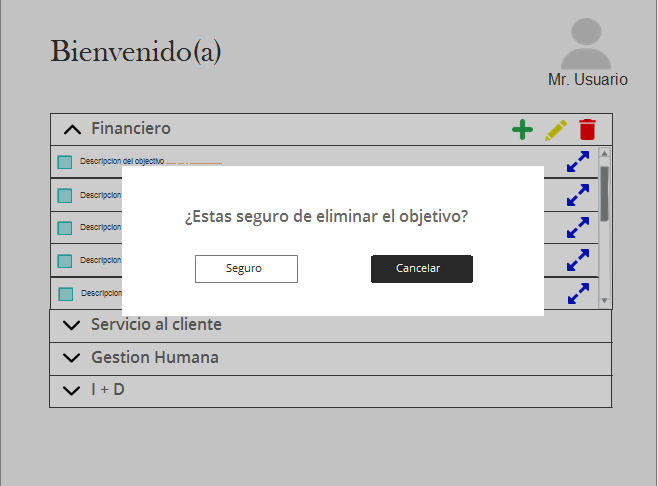 Bienvenido(a)
Mr. Usuario
Financiero
Descripcion del objectivo
Descripcion
Descripcion
Descripcion
Descripcion
¿Estas seguro de eliminar el objetivo?
Seguro
Cancelar
Servicio al cliente
Gestion Humana
I + D